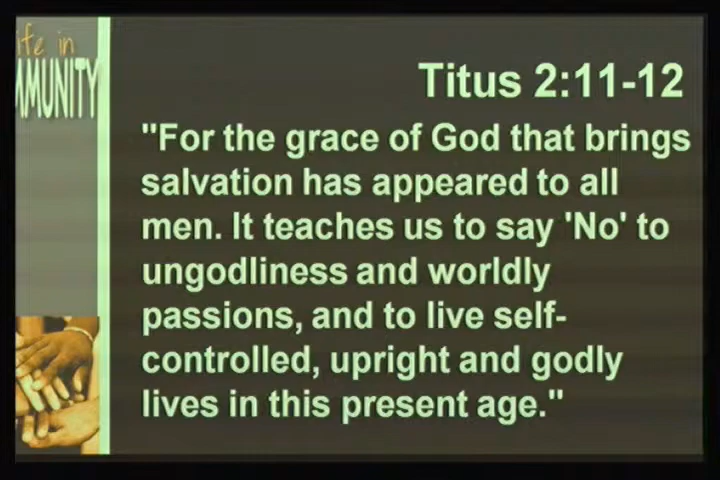 ife in
MMUNITY
Titus 2:11-12
"For the grace of God that brings
salvation has appeared to all
men. It teaches us to say 'No' to
ungodliness and worldly
passions, and to live self-
controlled, upright and godly
lives in this present age."